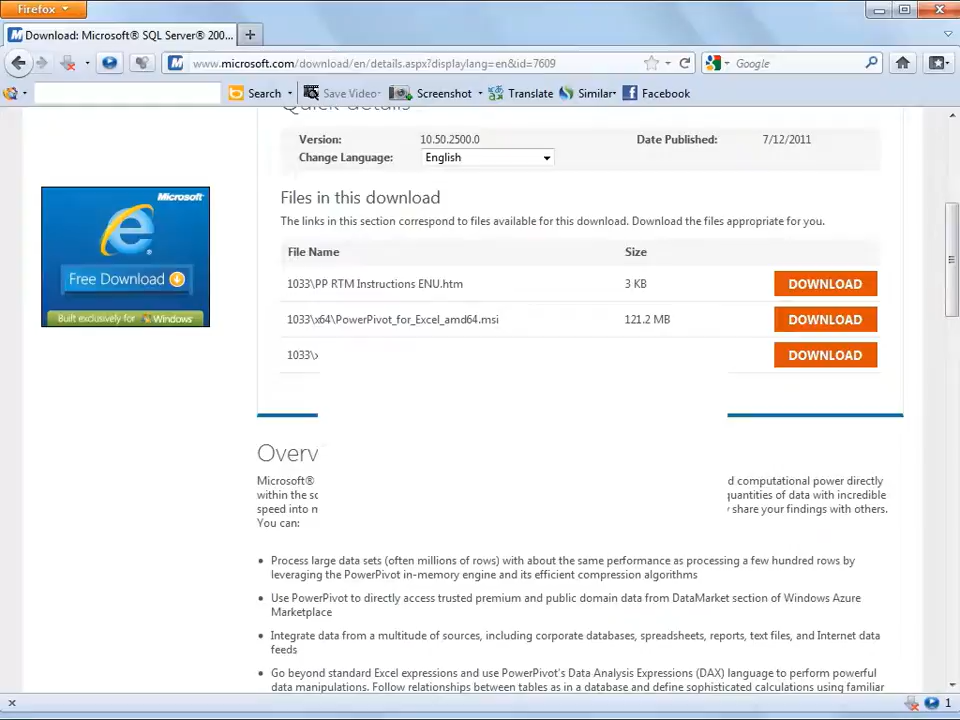 Firefox
Download: Microsoft® SQL Server® 200...
www.microsoft.com/download/en/details.aspx?displaylang=en&id=7609
Google
Search
Save Video
Screenshot
Translate
Similar
Facebook
Quick details
Version:
10.50.2500.0
Date Published:
7/12/2011
Change Language:
English
Microsoft
Free Download
Built exclusively for Windows
Files in this download
The links in this section correspond to files available for this download. Download the files appropriate for you.
File Name
Size
1033\PP RTM Instructions ENU.htm
3 KB
DOWNLOAD
1033\x64\PowerPivot_for_Excel_amd64.msi
121.2 MB
DOWNLOAD
1033\
DOWNLOAD
Overv
Microsoft® d computational power directly
within the quantities of data with incredible
speed into y share your findings with others.
You can:
Process large data sets (often millions of rows) with about the same performance as processing a few hundred rows by
leveraging the PowerPivot in-memory engine and its efficient compression algorithms
Use PowerPivot to directly access trusted premium and public domain data from DataMarket section of Windows Azure
Marketplace
Integrate data from a multitude of sources, including corporate databases, spreadsheets, reports, text files, and Internet data
feeds
Go beyond standard Excel expressions and use PowerPivot's Data Analysis Expressions (DAX) language to perform powerful
data manipulations. Follow relationships between tables as in a database and define sophisticated calculations using familiar
x
1